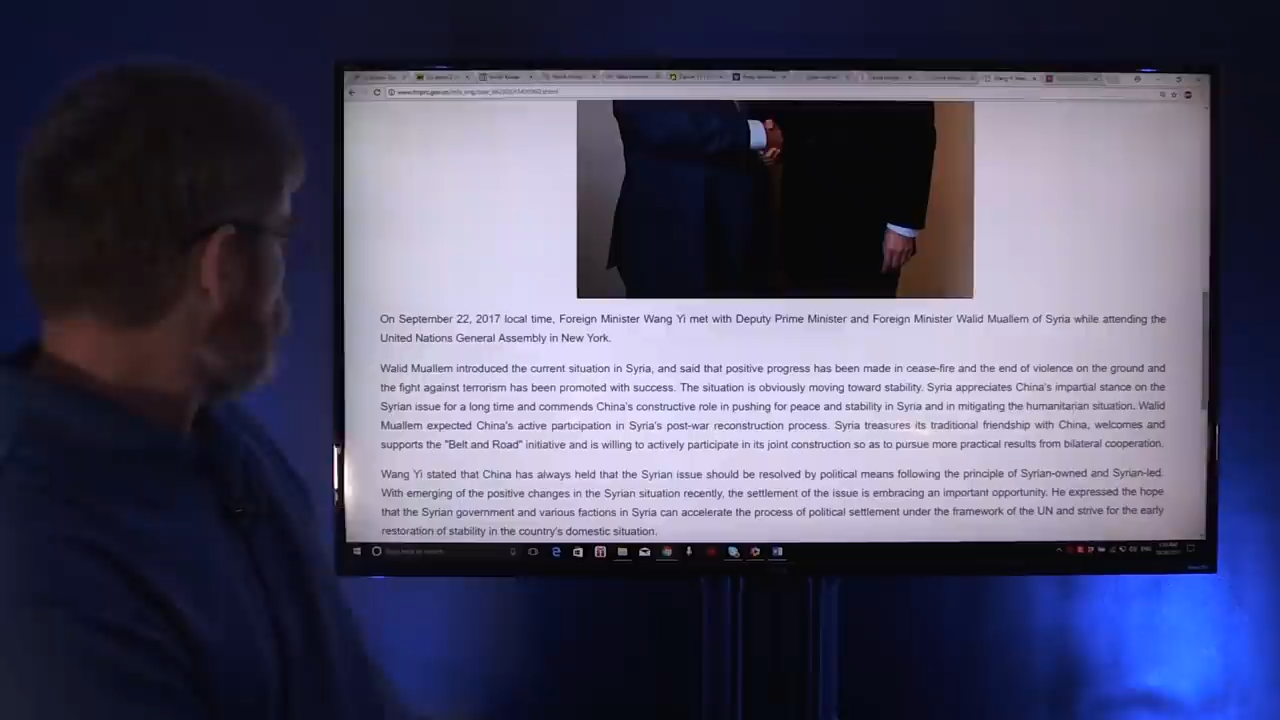 On September 22, 2017 local time, Foreign Minister Wang Yi met with Deputy Prime Minister and Foreign Minister Walid Muallem of Syria while attending the
United Nations General Assembly in New York.
Walid Muallem introduced the current situation in Syria, and said that positive progress has been made in cease-fire and the end of violence on the ground and
the fight against terrorism has been promoted with success. The situation is obviously moving toward stability. Syria appreciates China's impartial stance on the
Syrian issue for a long time and commends China's constructive role in pushing for peace and stability in Syria and in mitigating the humanitarian situation. Walid
Muallem expected China's active participation in Syria's post-war reconstruction process. Syria treasures its traditional friendship with China, welcomes and
supports the "Belt and Road" initiative and is willing to actively participate in its joint construction so as to pursue more practical results from bilateral cooperation.
Wang Yi stated that China has always held that the Syrian issue should be resolved by political means following the principle of Syrian-owned and Syrian-led.
With emerging of the positive changes in the Syrian situation recently, the settlement of the issue is embracing an important opportunity. He expressed the hope
that the Syrian government and various factions in Syria can accelerate the process of political settlement under the framework of the UN and strive for the early
restoration of stability in the country's domestic situation.